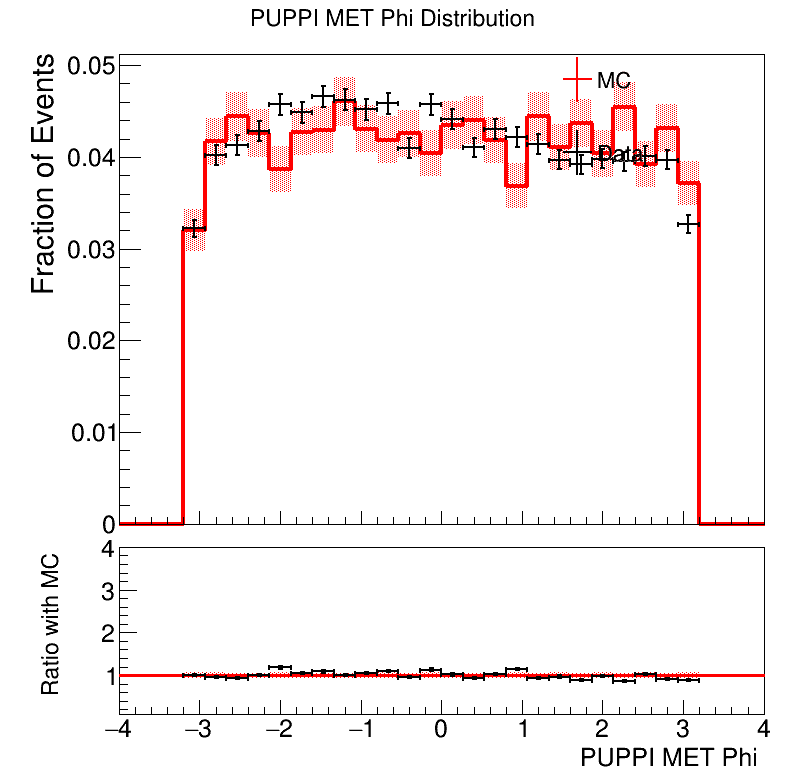 PUPPI MET Phi Distribution
Fraction of Events
0.05
0.04
0.03
0.02
0.01
0
MC
Data
Ratio with MC
4
3
2
1
−4 −3 −2 −1 0 1 2 3 4
PUPPI MET Phi